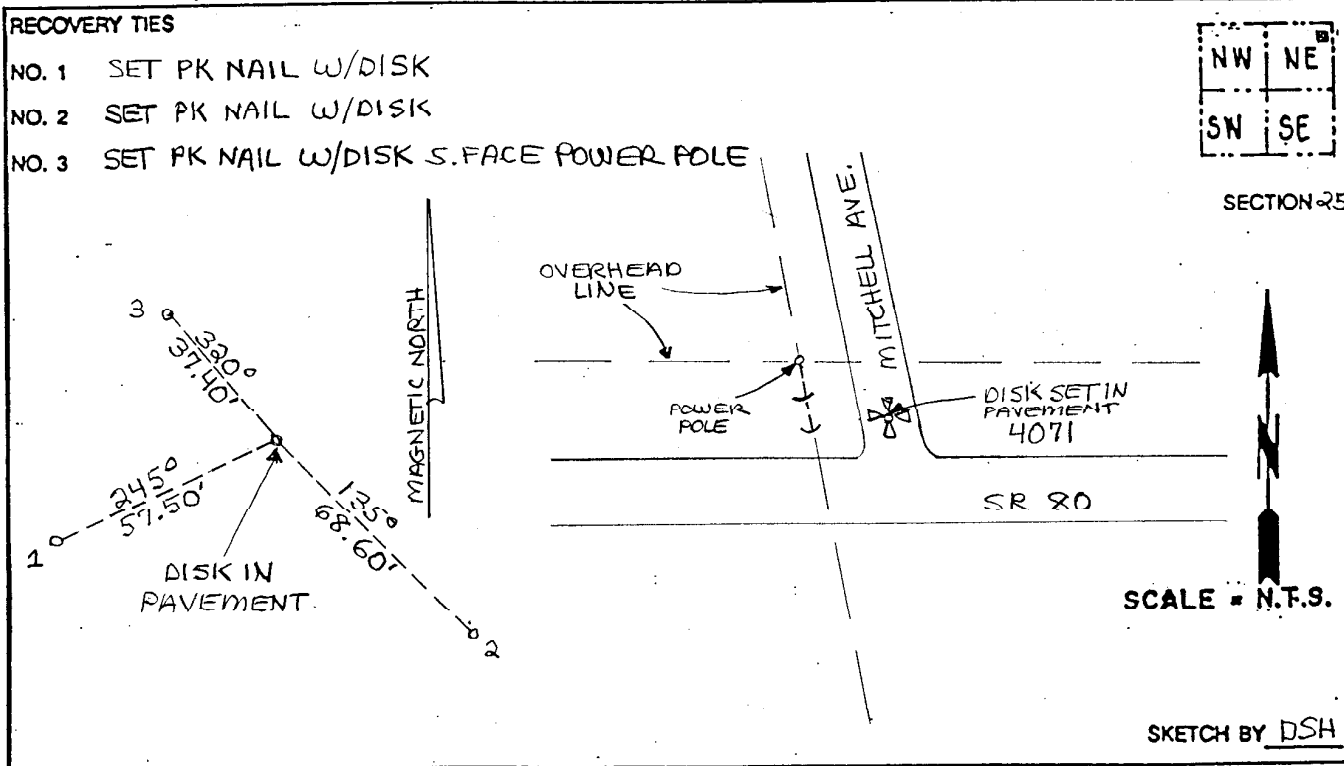 RECOVERY TIES
NO. 1 SET PK NAIL W/DISK
NO. 2 SET PK NAIL W/DISK
NO. 3 SET PK NAIL W/DISK S.FACE POWER POLE
NW NE
SW SE
SECTION 25
3
320°
37.40'
245°
57.50'
1
135°
68.60'
2
DISK IN
PAVEMENT.
MAGNETIC NORTH
OVERHEAD
LINE
MITCHELL AVE.
POWER
POLE
DISK SET IN
PAVEMENT
4071
SR 80
N
SCALE = N.T.S.
SKETCH BY DSH